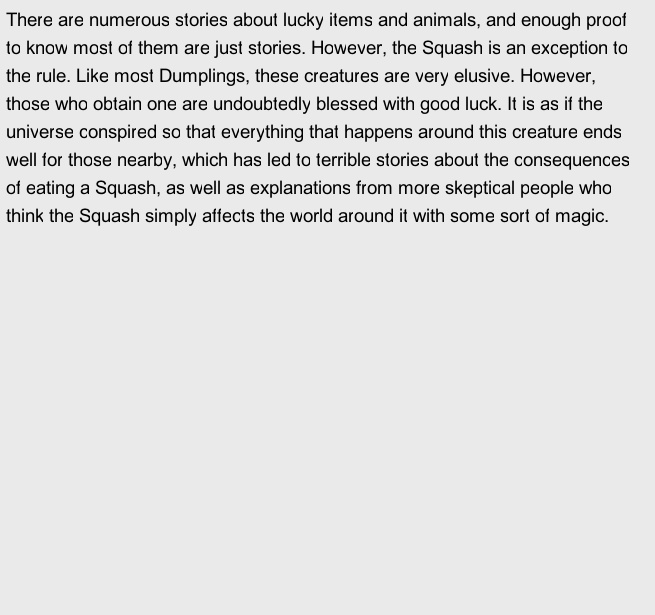 There are numerous stories about lucky items and animals, and enough proof
to know most of them are just stories. However, the Squash is an exception to
the rule. Like most Dumplings, these creatures are very elusive. However,
those who obtain one are undoubtedly blessed with good luck. It is as if the
universe conspired so that everything that happens around this creature ends
well for those nearby, which has led to terrible stories about the consequences
of eating a Squash, as well as explanations from more skeptical people who
think the Squash simply affects the world around it with some sort of magic.